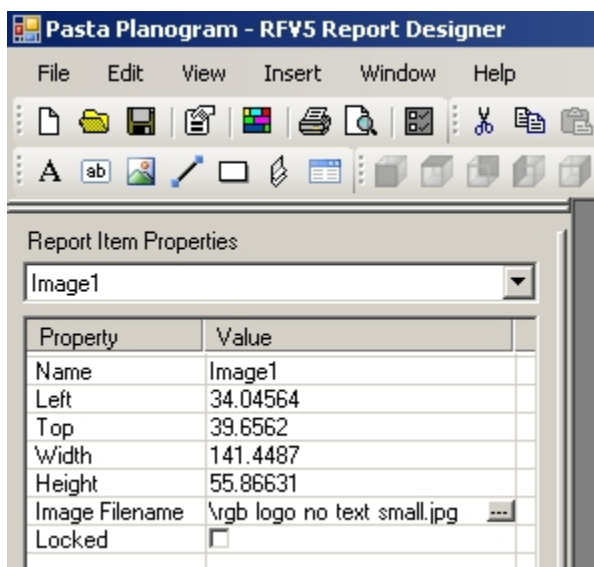 Pasta Planogram - RFV5 Report Designer
File Edit View Insert Window Help
A ab
Report Item Properties
Image1
Property Value
Name Image1
Left 34.04564
Top 39.6562
Width 141.4487
Height 55.86631
Image Filename \rgb logo no text small.jpg ...
Locked